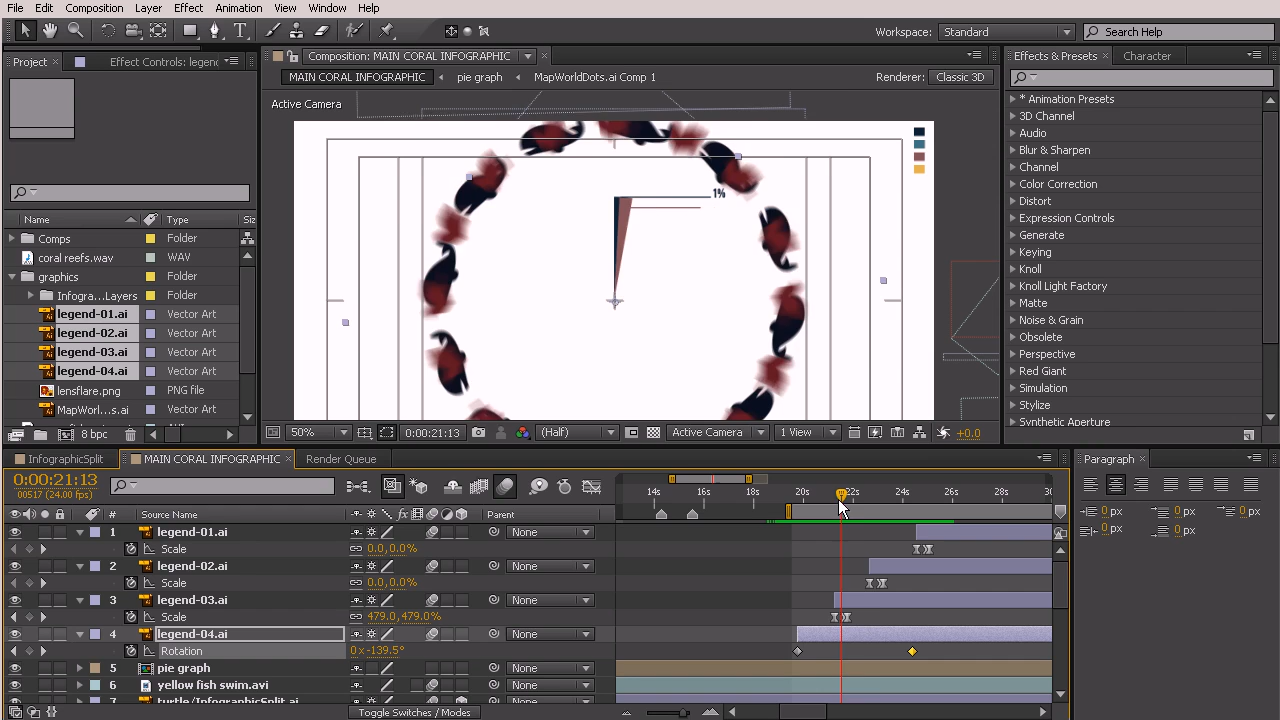 File Edit Composition Layer Effect Animation View Window Help
Workspace: Standard Search Help
Project Effect Controls: legend
Composition: MAIN CORAL INFOGRAPHIC
Effects & Presets Character
MAIN CORAL INFOGRAPHIC pie graph MapWorldDots.ai Comp 1
Renderer: Classic 3D
Active Camera
1%
Name Type Siz
Comps Folder
coral reefs.wav WAV
graphics Folder
Infogra...Layers Folder
legend-01.ai Vector Art
legend-02.ai Vector Art
legend-03.ai Vector Art
legend-04.ai Vector Art
lensflare.png PNG file
MapWorl...s.ai Vector Art
8 bpc
* Animation Presets
3D Channel
Audio
Blur & Sharpen
Channel
Color Correction
Distort
Expression Controls
Generate
Keying
Knoll
Knoll Light Factory
Matte
Noise & Grain
Obsolete
Perspective
Red Giant
Simulation
Stylize
Synthetic Aperture
50% 0:00:21:13 (Half) Active Camera 1 View +0.0
InfographicSplit MAIN CORAL INFOGRAPHIC Render Queue
Paragraph
0:00:21:13
00517 (24.00 fps)
14s 16s 18s 20s 22s 24s 26s 28s 30
# Source Name Parent
1 legend-01.ai None
Scale 0.0,0.0%
2 legend-02.ai None
Scale 0.0,0.0%
3 legend-03.ai None
Scale 479.0,479.0%
4 legend-04.ai None
Rotation 0x-139.5°
5 pie graph None
6 yellow fish swim.avi None
7 turtle/InfographicSplit.ai None
Toggle Switches / Modes
0 px 0 px 0 px
0 px 0 px